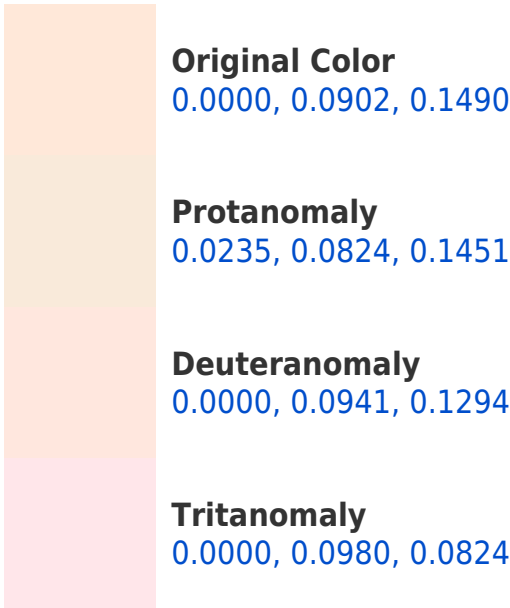 Original Color
0.0000, 0.0902, 0.1490
Protanomaly
0.0235, 0.0824, 0.1451
Deuteranomaly
0.0000, 0.0941, 0.1294
Tritanomaly
0.0000, 0.0980, 0.0824